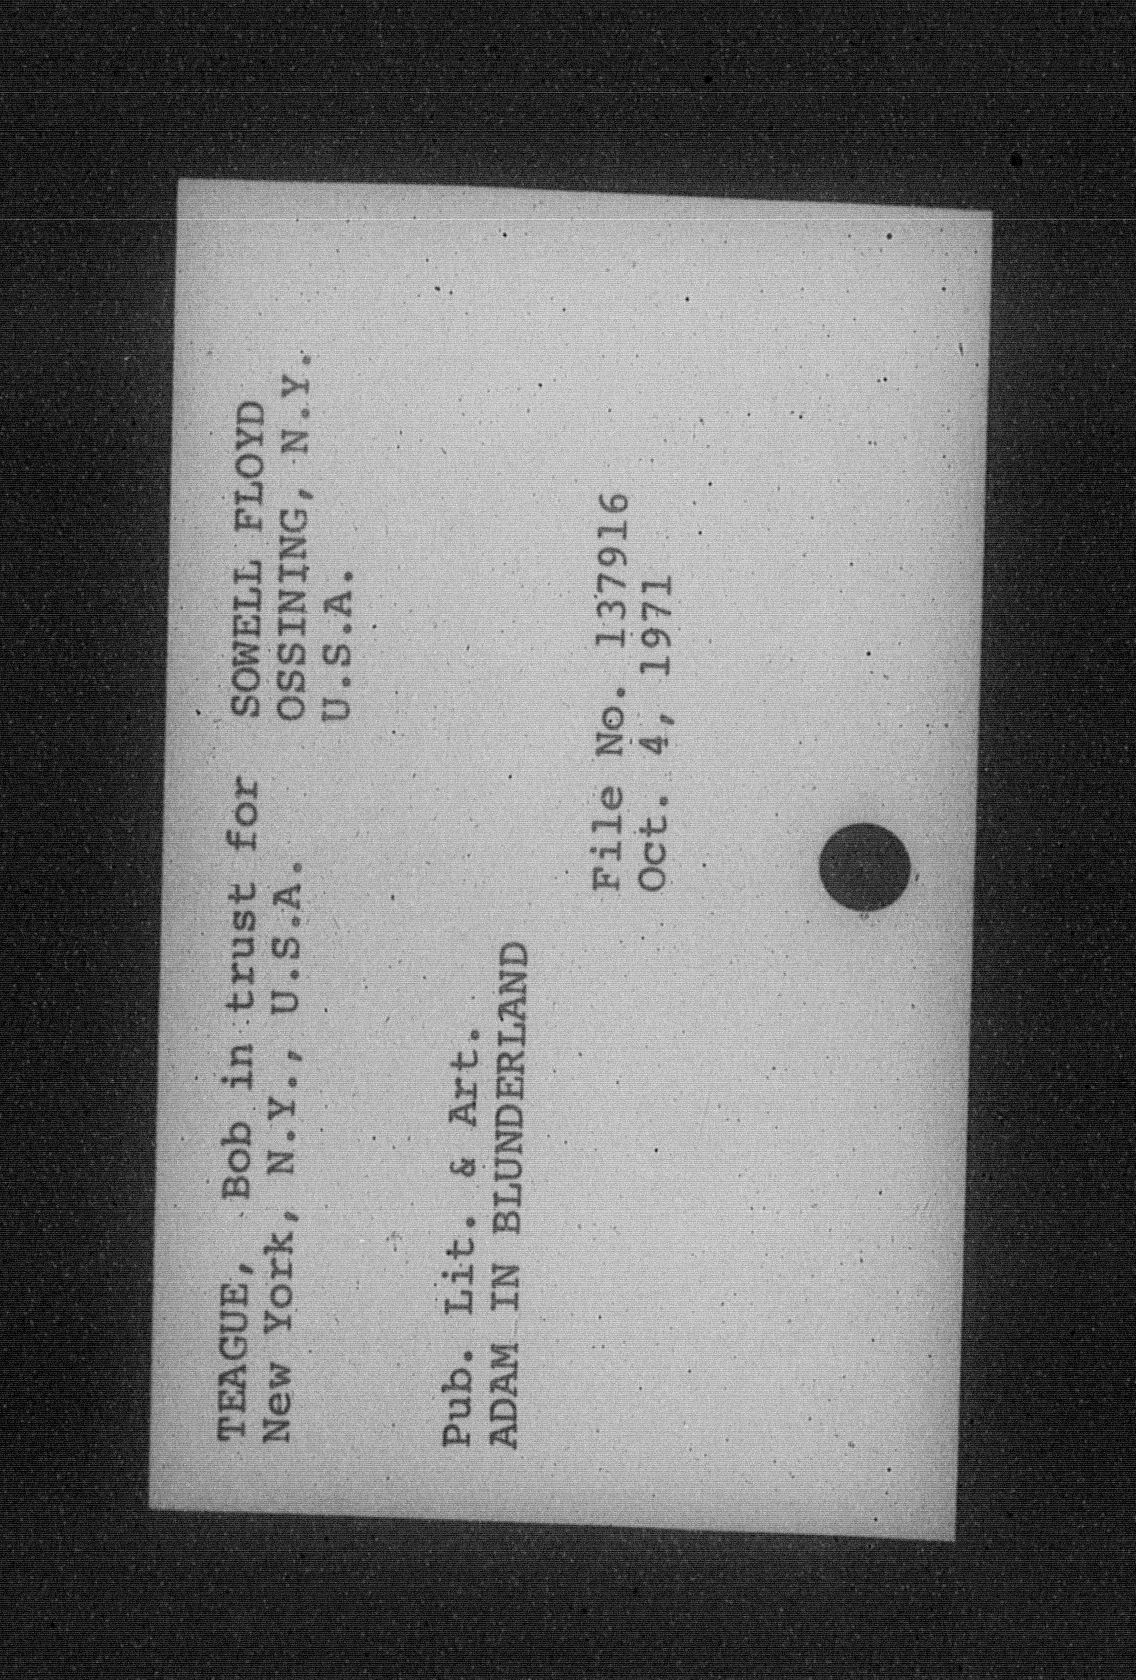 TEAGUE, Bob in trust for SOWELL FLOYD
New York, N.Y., U.S.A. OSSINING, N.Y.
U.S.A.
Pub. Lit. & Art.
ADAM IN BLUNDERLAND
File No. 137916
Oct. 4, 1971